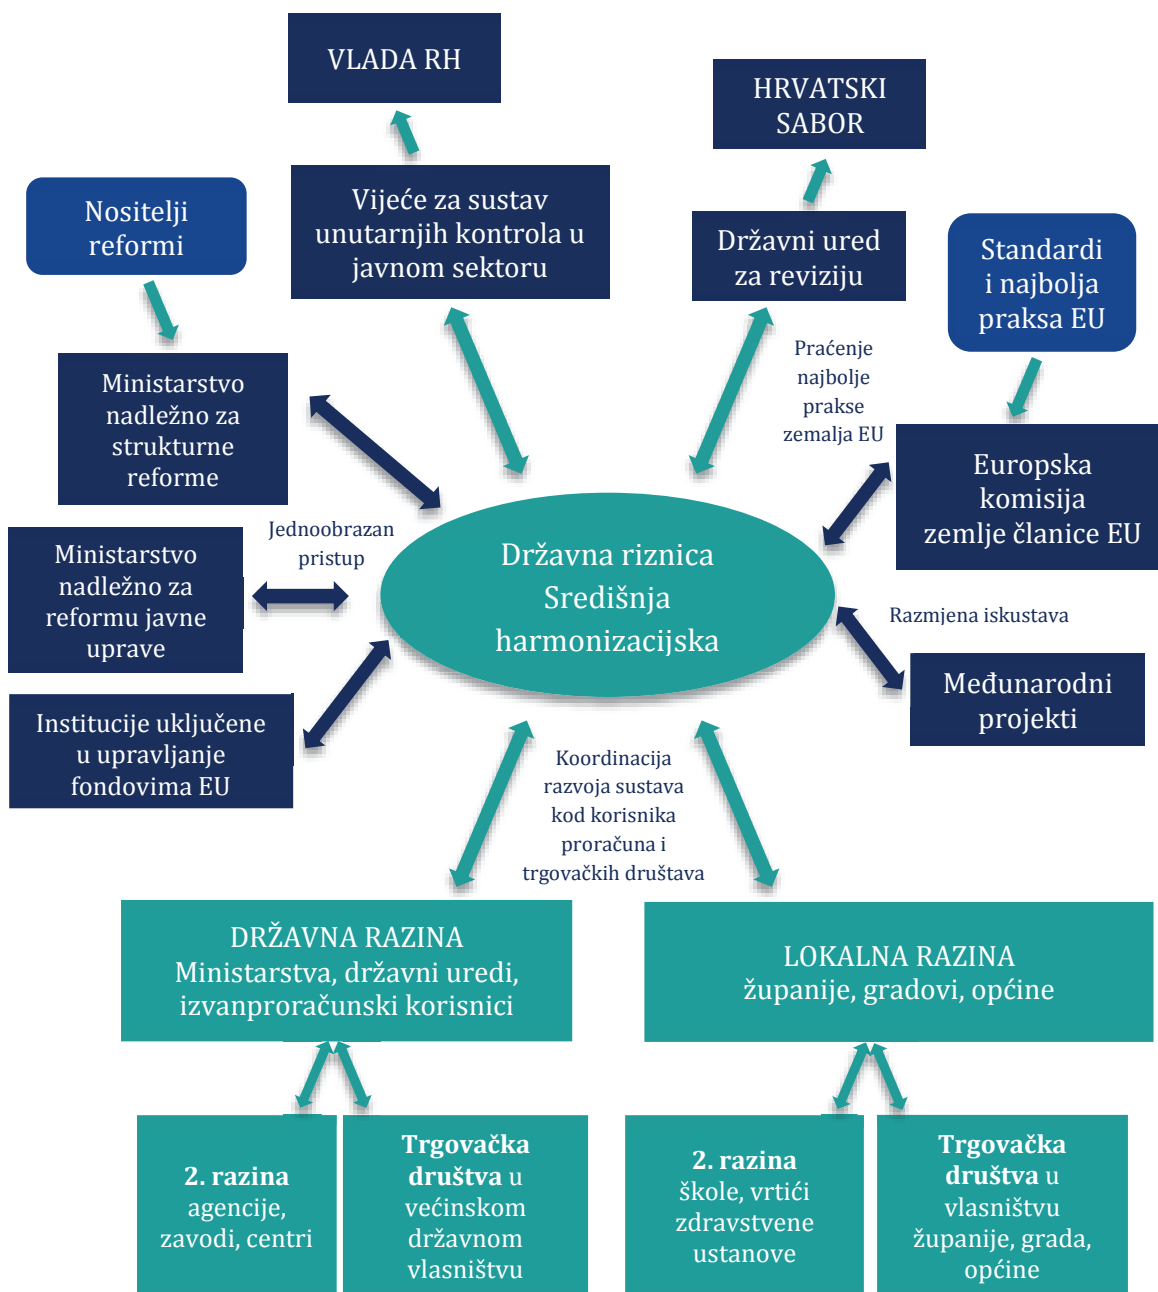 VLADA RH
HRVATSKI
SABOR
Nositelji
reformi
Vijeće za sustav
unutarnjih kontrola u
javnom sektoru
Državni ured
za reviziju
Standardi
i najbolja
praksa EU
Ministarstvo
nadležno za
strukturne
reforme
Praćenje
najbolje
prakse
zemalja EU
Europska
komisija
zemlje članice EU
Jednoobrazan
pristup
Ministarstvo
nadležno za
reformu javne
uprave
Državna riznica
Središnja
harmonizacijska
Razmjena iskustava
Međunarodni
projekti
Institucije uključene
u upravljanje
fondovima EU
Koordinacija
razvoja sustava
kod korisnika
proračuna i
trgovačkih društava
DRŽAVNA RAZINA
Ministarstva, državni uredi,
izvanproračunski korisnici
LOKALNA RAZINA
županije, gradovi, općine
2. razina
agencije,
zavodi, centri
Trgovačka
društva u
većinskom
državnom
vlasništvu
2. razina
škole, vrtići
zdravstvene
ustanove
Trgovačka
društva u
vlasništvu
županije, grada,
općine